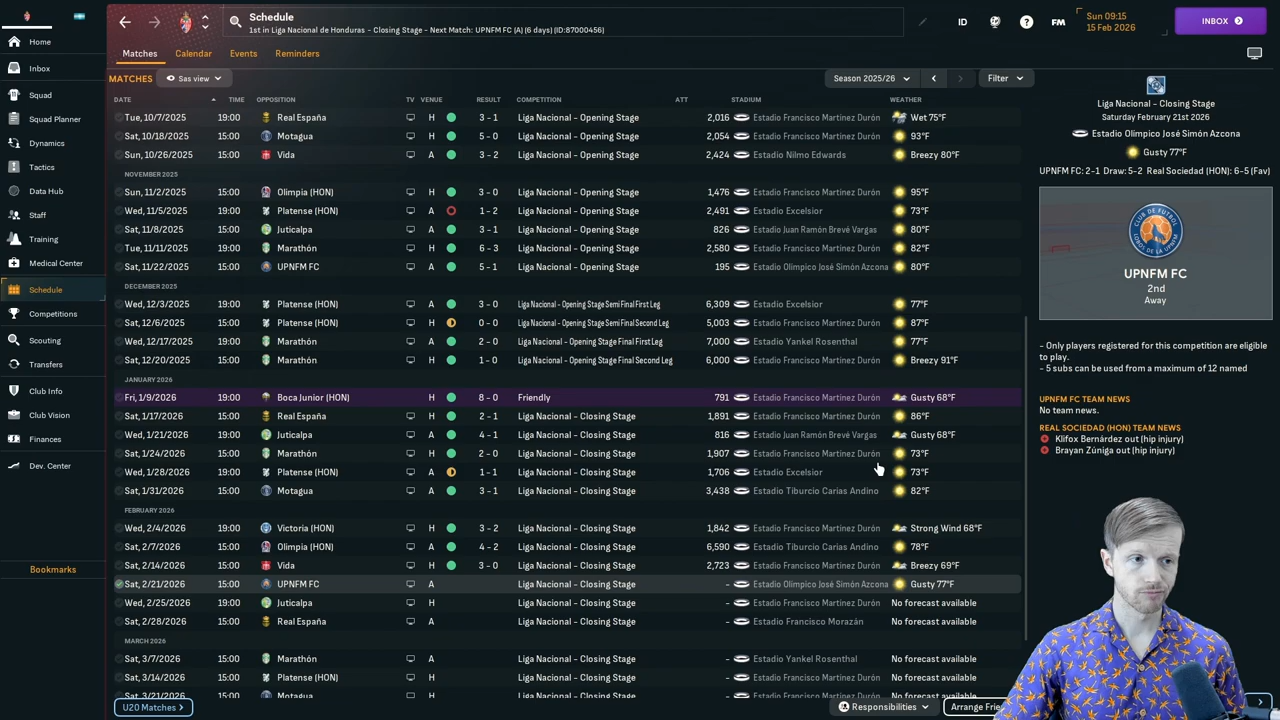 Schedule
1st in Liga Nacional de Honduras - Closing Stage - Next Match: UPNFM FC (A) (6 days) (ID:87000456)
ID
FM
Sun 09:15
15 Feb 2026
INBOX
Home
Inbox
Squad
Squad Planner
Dynamics
Tactics
Data Hub
Staff
Training
Medical Center
Schedule
Competitions
Scouting
Transfers
Club Info
Club Vision
Finances
Dev. Center
Bookmarks
Matches Calendar Events Reminders
MATCHES Sas view Season 2025/26 Filter
DATE TIME OPPOSITION TV VENUE RESULT COMPETITION ATT STADIUM WEATHER
Tue, 10/7/2025 19:00 Real España H 3 - 1 Liga Nacional - Opening Stage 2,016 Estadio Francisco Martínez Durón Wet 75°F
Sat, 10/18/2025 15:00 Motagua H 5 - 0 Liga Nacional - Opening Stage 2,054 Estadio Francisco Martínez Durón 93°F
Sun, 10/26/2025 15:00 Vida A 3 - 2 Liga Nacional - Opening Stage 2,424 Estadio Nilmo Edwards Breezy 80°F
NOVEMBER 2025
Sun, 11/2/2025 15:00 Olimpia (HON) H 3 - 0 Liga Nacional - Opening Stage 1,476 Estadio Francisco Martínez Durón 95°F
Wed, 11/5/2025 19:00 Platense (HON) A 1 - 2 Liga Nacional - Opening Stage 2,491 Estadio Excelsior 73°F
Sat, 11/8/2025 15:00 Juticalpa A 3 - 1 Liga Nacional - Opening Stage 826 Estadio Juan Ramón Brevé Vargas 80°F
Tue, 11/11/2025 19:00 Marathón H 6 - 3 Liga Nacional - Opening Stage 2,580 Estadio Francisco Martínez Durón 82°F
Sat, 11/22/2025 15:00 UPNFM FC A 5 - 1 Liga Nacional - Opening Stage 195 Estadio Olímpico José Simón Azcona 80°F
DECEMBER 2025
Wed, 12/3/2025 19:00 Platense (HON) A 3 - 0 Liga Nacional - Opening Stage Semi Final First Leg 6,309 Estadio Excelsior 77°F
Sat, 12/6/2025 15:00 Platense (HON) H 0 - 0 Liga Nacional - Opening Stage Semi Final Second Leg 5,003 Estadio Francisco Martínez Durón 87°F
Wed, 12/17/2025 19:00 Marathón A 2 - 0 Liga Nacional - Opening Stage Final First Leg 7,000 Estadio Yankel Rosenthal 77°F
Sat, 12/20/2025 15:00 Marathón H 1 - 0 Liga Nacional - Opening Stage Final Second Leg 6,000 Estadio Francisco Martínez Durón Breezy 91°F
JANUARY 2026
Fri, 1/9/2026 19:00 Boca Junior (HON) H 8 - 0 Friendly 791 Estadio Francisco Martínez Durón Gusty 68°F
Sat, 1/17/2026 15:00 Real España H 2 - 1 Liga Nacional - Closing Stage 1,891 Estadio Francisco Martínez Durón 86°F
Wed, 1/21/2026 19:00 Juticalpa A 4 - 1 Liga Nacional - Closing Stage 816 Estadio Juan Ramón Brevé Vargas Gusty 68°F
Sat, 1/24/2026 15:00 Marathón H 2 - 0 Liga Nacional - Closing Stage 1,907 Estadio Francisco Martínez Durón 73°F
Wed, 1/28/2026 19:00 Platense (HON) A 1 - 1 Liga Nacional - Closing Stage 1,706 Estadio Excelsior 73°F
Sat, 1/31/2026 15:00 Motagua A 3 - 1 Liga Nacional - Closing Stage 3,438 Estadio Tiburcio Carias Andino 82°F
FEBRUARY 2026
Wed, 2/4/2026 19:00 Victoria (HON) H 3 - 2 Liga Nacional - Closing Stage 1,842 Estadio Francisco Martínez Durón Strong Wind 68°F
Sat, 2/7/2026 15:00 Olimpia (HON) A 4 - 2 Liga Nacional - Closing Stage 6,590 Estadio Tiburcio Carias Andino 78°F
Sat, 2/14/2026 15:00 Vida H 3 - 0 Liga Nacional - Closing Stage 2,723 Estadio Francisco Martínez Durón Breezy 69°F
Sat, 2/21/2026 15:00 UPNFM FC A Liga Nacional - Closing Stage - Estadio Olímpico José Simón Azcona Gusty 77°F
Wed, 2/25/2026 19:00 Juticalpa H Liga Nacional - Closing Stage - Estadio Francisco Martínez Durón No forecast available
Sat, 2/28/2026 15:00 Real España A Liga Nacional - Closing Stage - Estadio Francisco Morazán No forecast available
MARCH 2026
Sat, 3/7/2026 15:00 Marathón A Liga Nacional - Closing Stage - Estadio Yankel Rosenthal No forecast available
Sat, 3/14/2026 15:00 Platense (HON) H Liga Nacional - Closing Stage - Estadio Francisco Martínez Durón No forecast available
Sat, 3/21/2026 15:00 Motagua H Liga Nacional - Closing Stage - Estadio Francisco Martínez Durón No forecast available
U20 Matches Responsibilities Arrange
Liga Nacional - Closing Stage
Saturday February 21st 2026
Estadio Olímpico José Simón Azcona
Gusty 77°F
UPNFM FC: 2-1 Draw: 5-2 Real Sociedad (HON): 6-5 (Fav)
UPNFM FC
2nd
Away
- Only players registered for this competition are eligible
to play.
- 5 subs can be used from a maximum of 12 named
UPNFM FC TEAM NEWS
No team news.
REAL SOCIEDAD (HON) TEAM NEWS
Klifox Bernárdez out (hip injury)
Brayan Zúniga out (hip injury)